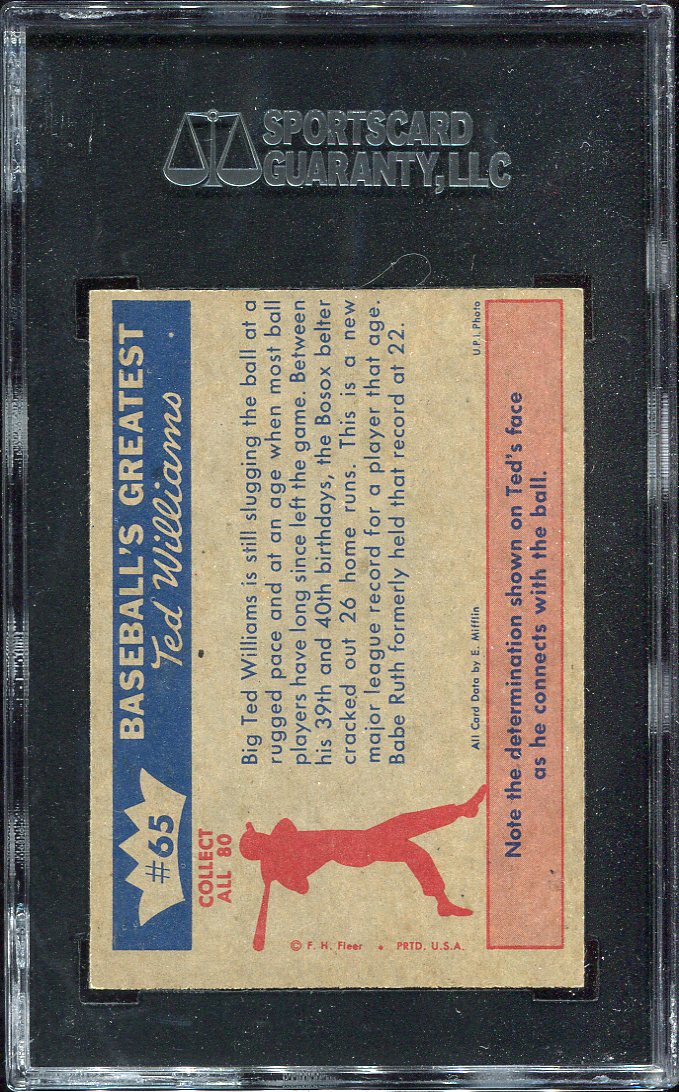 SPORTSCARD
GUARANTY, LLC
#65
BASEBALL'S GREATEST
Ted Williams
COLLECT
ALL 80
Big Ted Williams is still slugging the ball at a
rugged pace and at an age when most ball
players have long since left the game. Between
his 39th and 40th birthdays, the Bosox belter
cracked out 26 home runs. This is a new
major league record for a player that age.
Babe Ruth formerly held that record at 22.
© F. H. Fleer • PRTD. U.S.A.
All Card Data by E. Mifflin
U.P.I. Photo
Note the determination shown on Ted's face
as he connects with the ball.